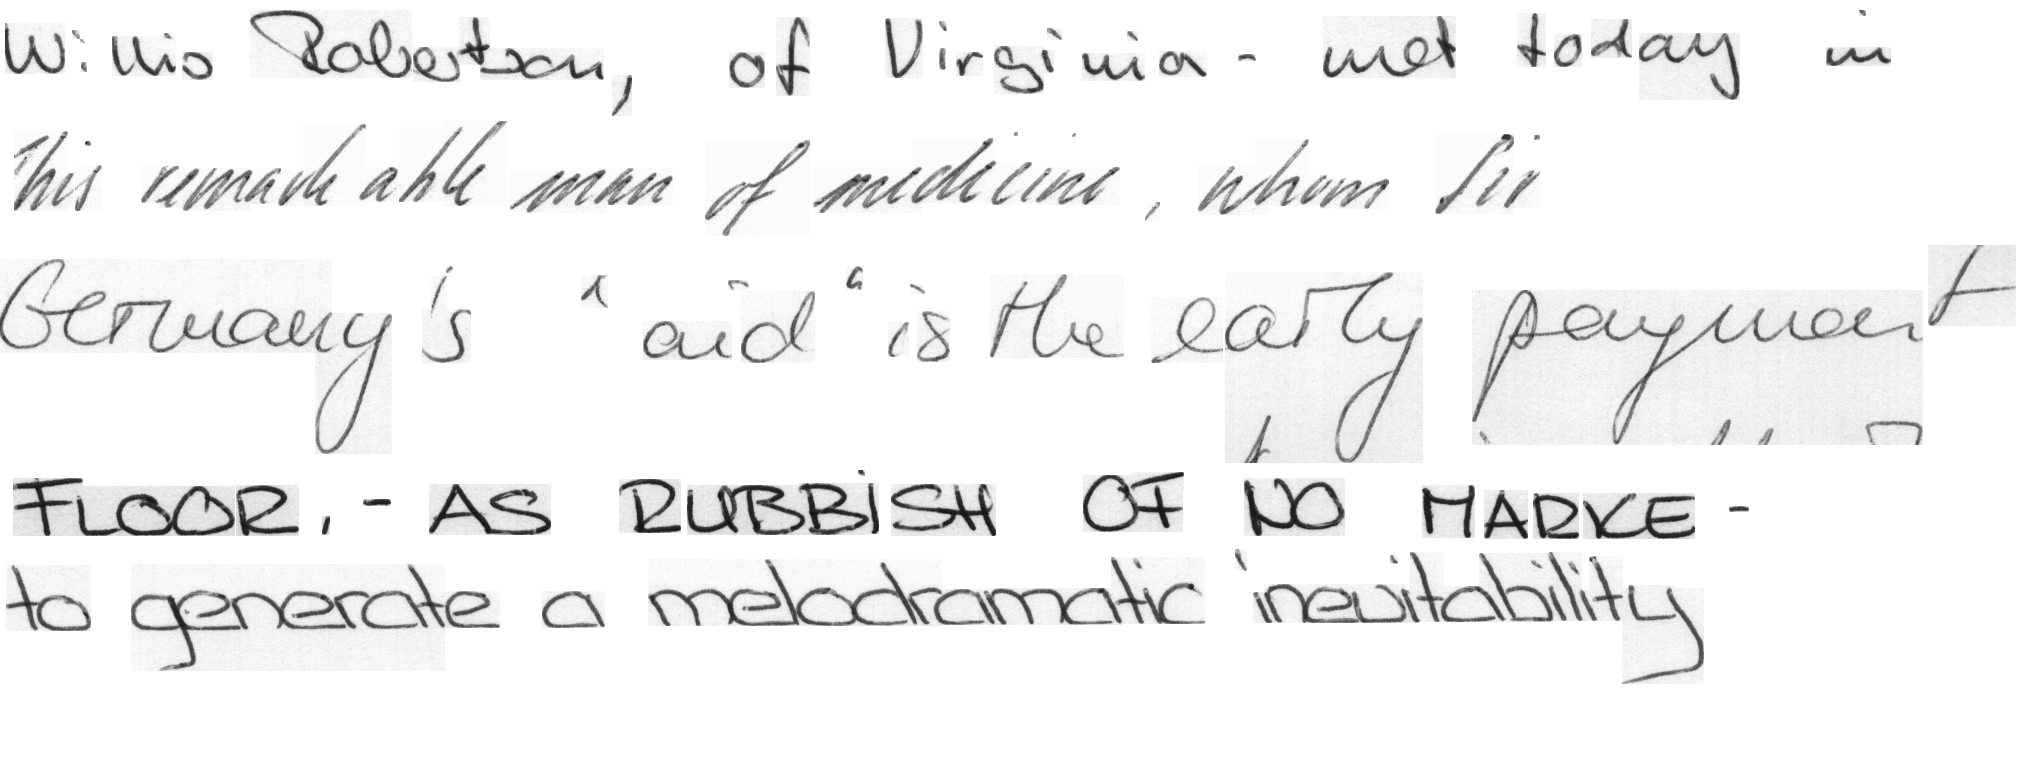 Willis Robertson, of Virginia - met today in
This remarkable man of medicine, whom Sir
Germany's "aid" is the early payment
FLOOR. - AS RUBBISH OF NO MARKE -
to generate a melodramatic inevitability